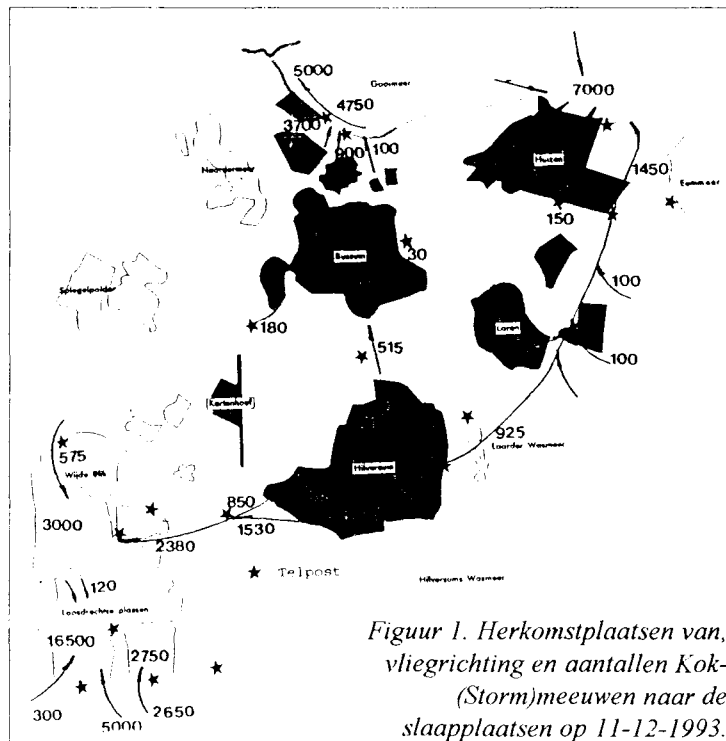 5000
Gooimeer
7000
4750
3700
900
100
Huizen
1450
Naardermeer
Eemmeer
150
Bussum
30
Spiegelpolder
100
180
Laren
515
100
Kortenhoef
925
Laarder Wasmeer
575
Wijde Blik
Hilversum
850
3000
1530
2380
★ Telpost
Hilversums Wasmeer
120
Loosdrechtse plassen
16500
2750
300
5000
2650
Figuur 1. Herkomstplaatsen van,
vliegrichting en aantallen Kok-
(Storm)meeuwen naar de
slaapplaatsen op 11-12-1993.